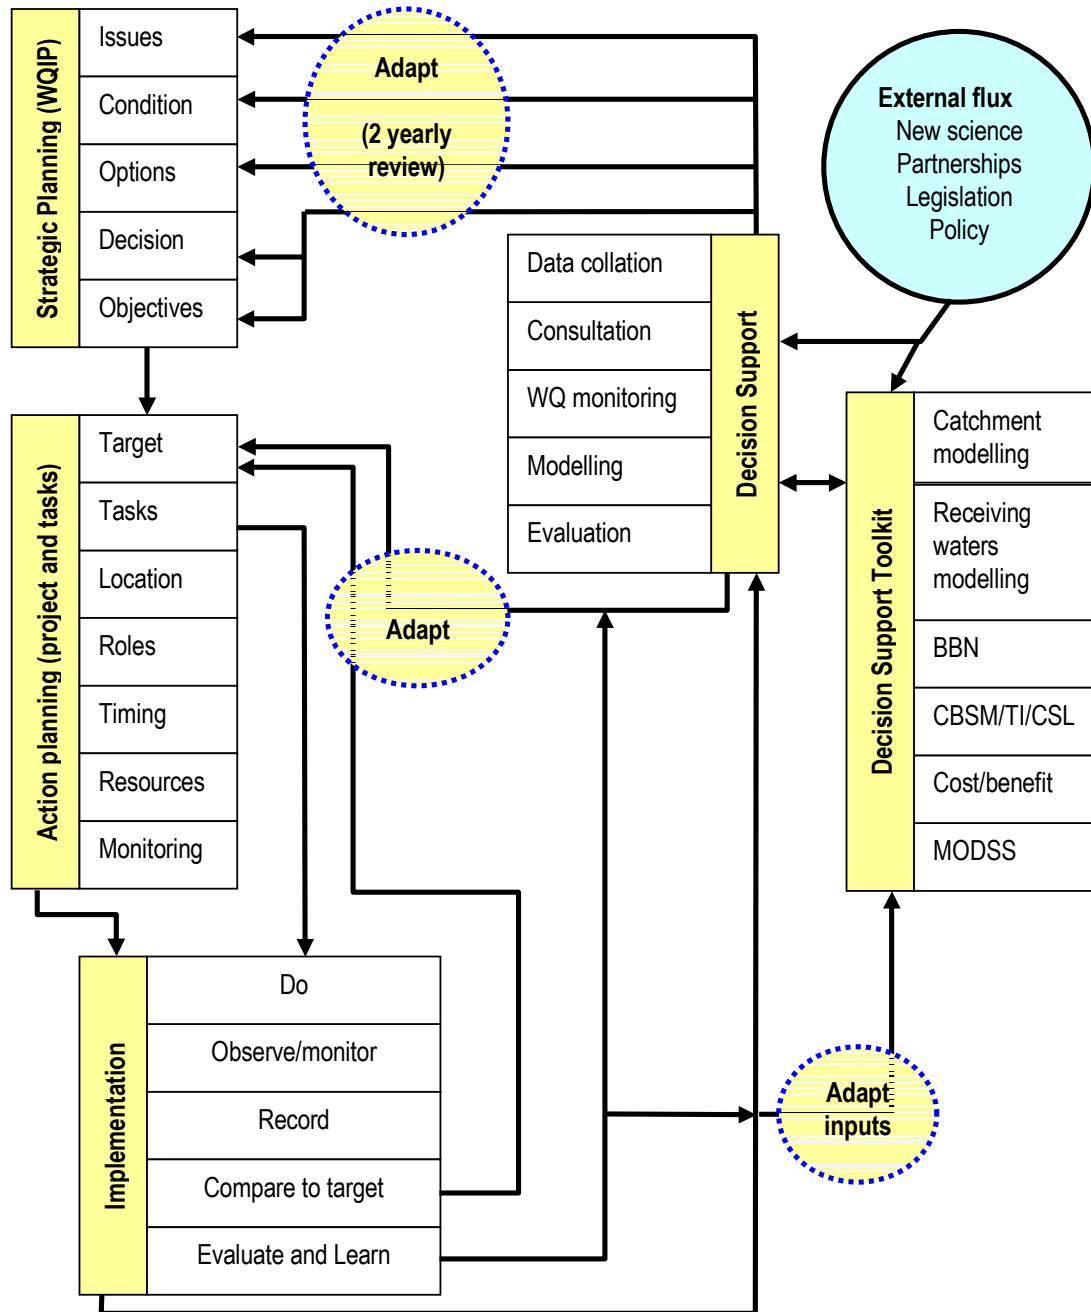 Strategic Planning (WQIP)
Issues
Condition
Options
Decision
Objectives
Adapt
(2 yearly
review)
External flux
New science
Partnerships
Legislation
Policy
Data collation
Consultation
WQ monitoring
Modelling
Evaluation
Decision Support
Action planning (project and tasks)
Target
Tasks
Location
Roles
Timing
Resources
Monitoring
Adapt
Decision Support Toolkit
Catchment
modelling
Receiving
waters
modelling
BBN
CBSM/TI/CSL
Cost/benefit
MODSS
Implementation
Do
Observe/monitor
Record
Compare to target
Evaluate and Learn
Adapt
inputs